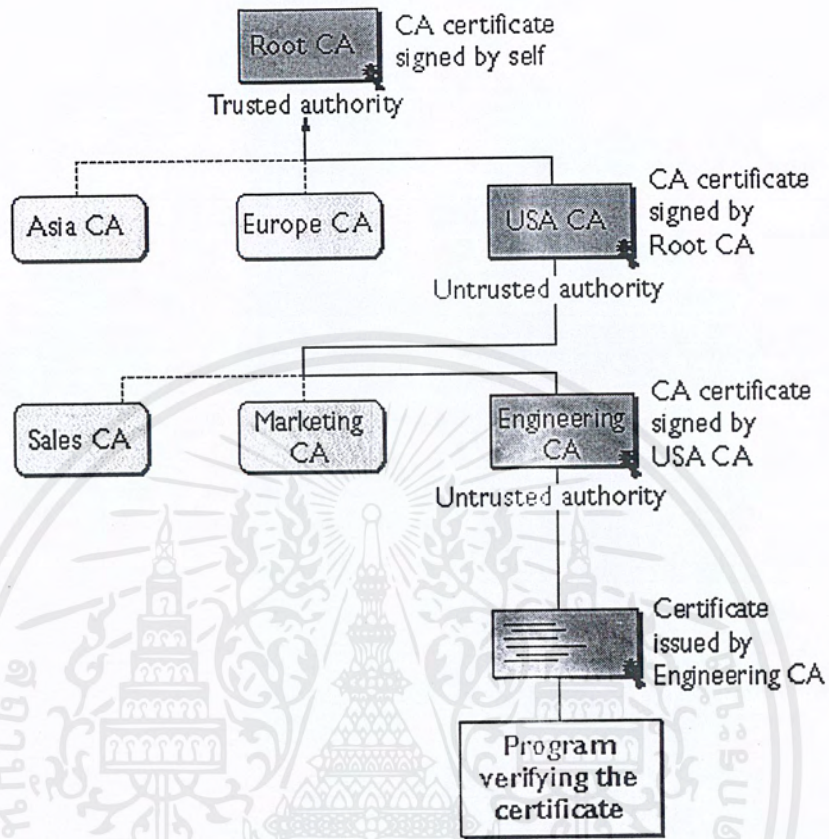 Root CA
CA certificate
signed by self
Trusted authority
Asia CA
Europe CA
USA CA
CA certificate
signed by
Root CA
Untrusted authority
Sales CA
Marketing
CA
Engineering
CA
CA certificate
signed by
USA CA
Untrusted authority
Certificate
issued by
Engineering CA
Program
verifying the
certificate